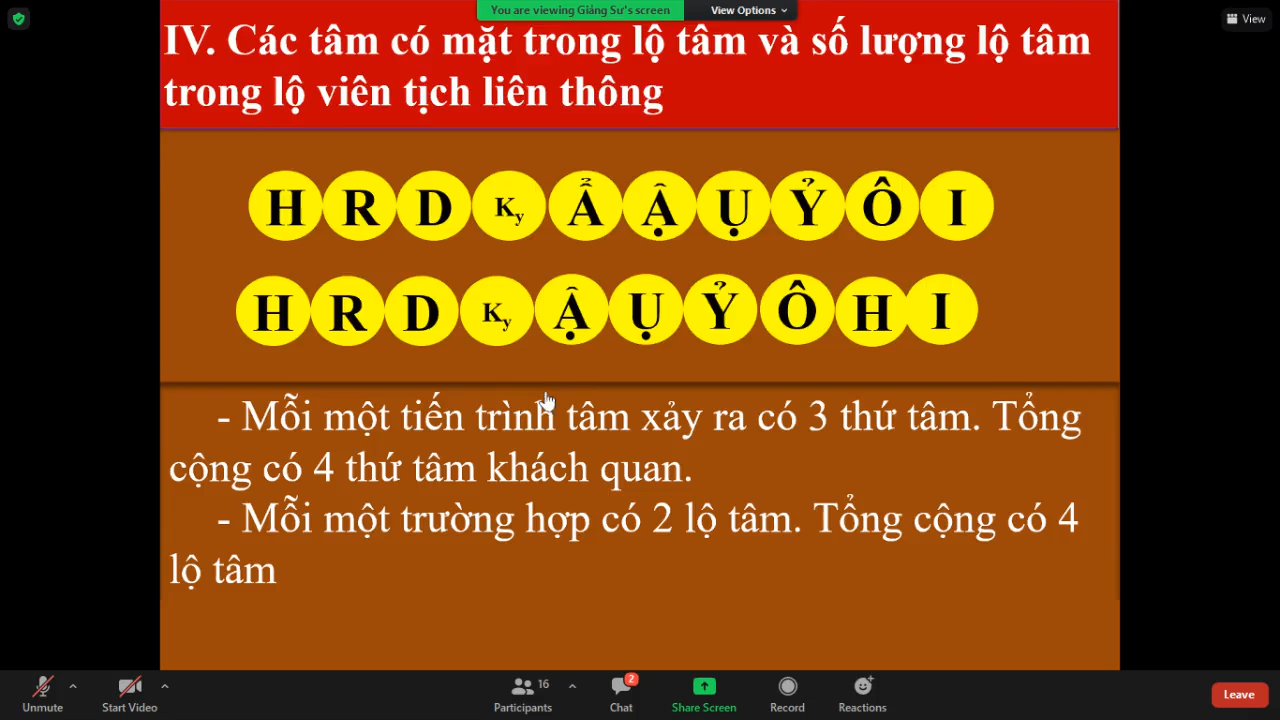 You are viewing Giảng Sư's screen
View Options
View
IV. Các tâm có mặt trong lộ tâm và số lượng lộ tâm
trong lộ viên tịch liên thông
H R D Ky Ẩ Ậ Ụ Ỷ Ô I
H R D Ky Ậ Ụ Ỷ Ô H I
- Mỗi một tiến trình tâm xảy ra có 3 thứ tâm. Tổng
cộng có 4 thứ tâm khách quan.
- Mỗi một trường hợp có 2 lộ tâm. Tổng cộng có 4
lộ tâm
Unmute
Start Video
16
Participants
2
Chat
Share Screen
Record
Reactions
Leave